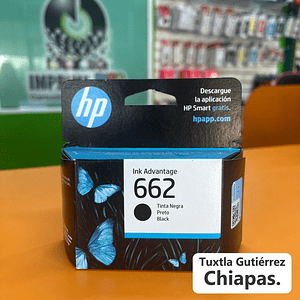 IMPR
hp
Descargue
la aplicación
HP Smart gratis.
hpapp.com
Ink Advantage
662
Tinta Negra
Preto
Black
Tuxtla Gutiérrez
Chiapas.